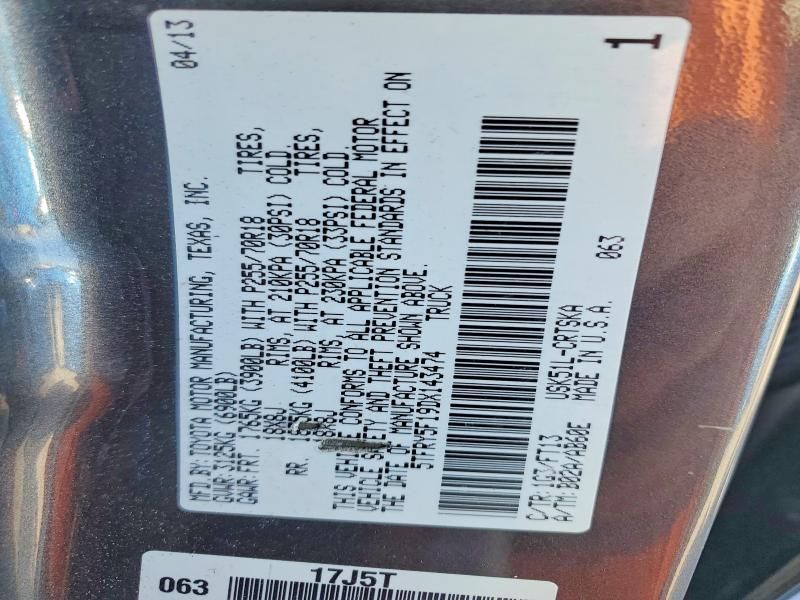 MFD.BY:TOYOTA MOTOR MANUFACTURING, TEXAS, INC. 04/13
GVWR:3125KG (6900LB)
GAWR:FRT. 1765KG (3900LB) WITH P255/70R18 TIRES,
18X8J RIMS, AT 210KPA (30PSI) COLD.
RR. (4100LB) WITH P255/70R18 TIRES,
RIMS, AT 230KPA (33PSI) COLD.
THIS CONFORMS TO ALL APPLICABLE FEDERAL MOTOR
VEHICLE SAFETY AND THEFT PREVENTION STANDARDS IN EFFECT ON
THE DATE OF MANUFACTURE SHOWN ABOVE.
5TFRY5F19DX143474 TRUCK
1
063
C/TR:1G3/FT13 USK51L-CRTSKA
A/TM:B02A/AB60E MADE IN U.S.A.
17J5T
063